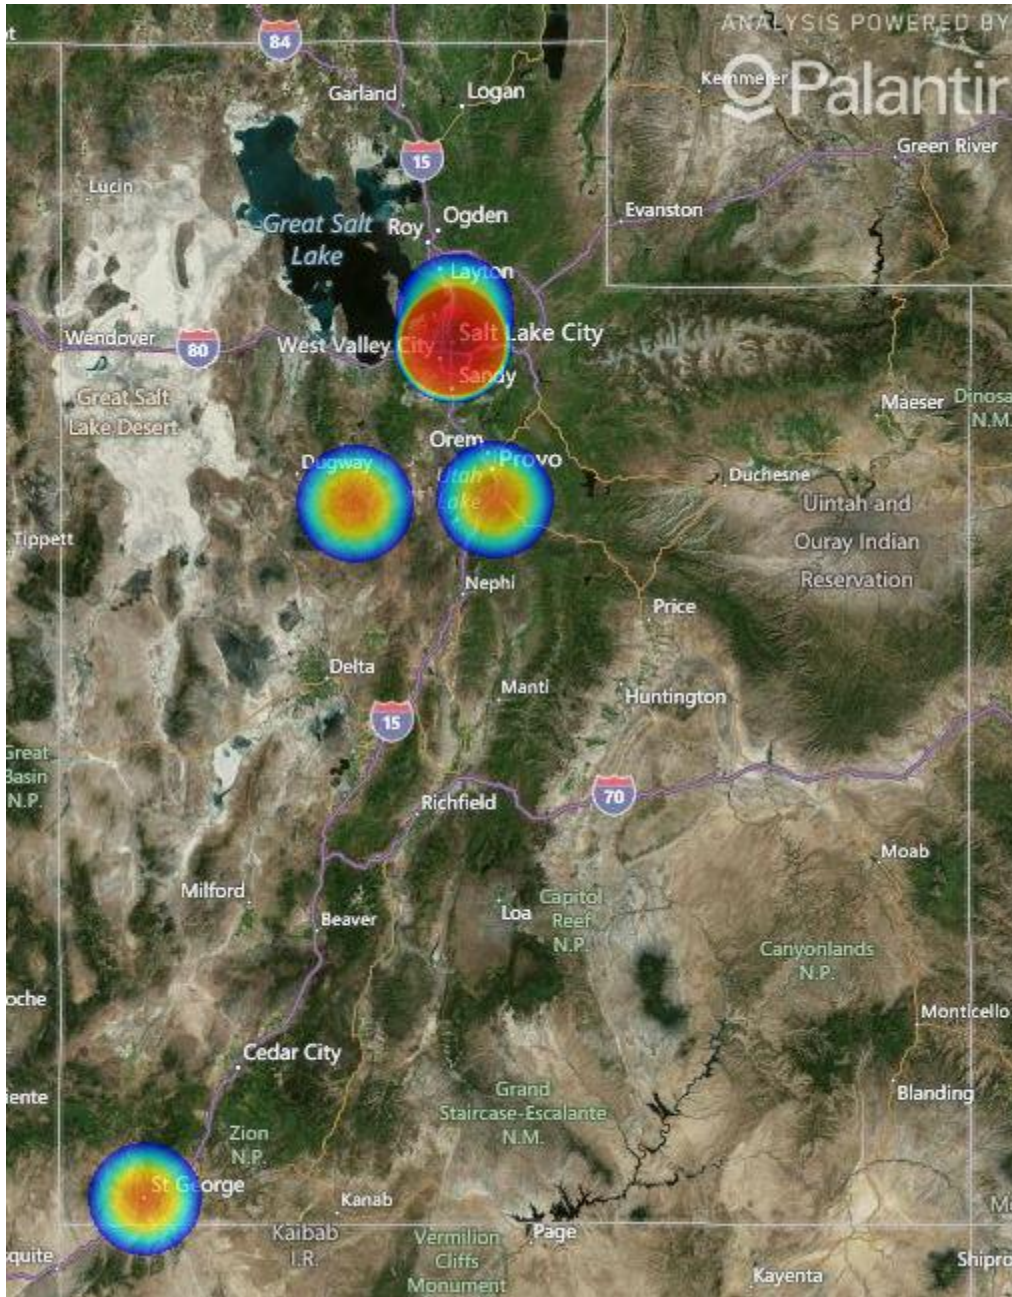 ANALYSIS POWERED BY
Palantir
84
Kemmerer
Garland
Logan
15
Green River
Lucin
Evanston
Great Salt
Lake
Roy
Ogden
Layton
Wendover
80
West Valley City
Salt Lake City
Sandy
Great Salt
Lake Desert
Maeser
Dinosa
N.M.
Orem
Dugway
Provo
Utah
Lake
Duchesne
Uintah and
Ouray Indian
Reservation
Tippett
Nephi
Price
Delta
Manti
Huntington
15
Great
Basin
N.P.
Richfield
70
Moab
Milford
Beaver
Loa
Capitol
Reef
N.P.
Canyonlands
N.P.
oche
Monticello
Cedar City
iente
Grand
Staircase-Escalante
N.M.
Blanding
Zion
N.P.
St George
Kanab
Kaibab
I.R.
Page
Vermilion
Cliffs
Monument
squite
Kayenta
Shipro